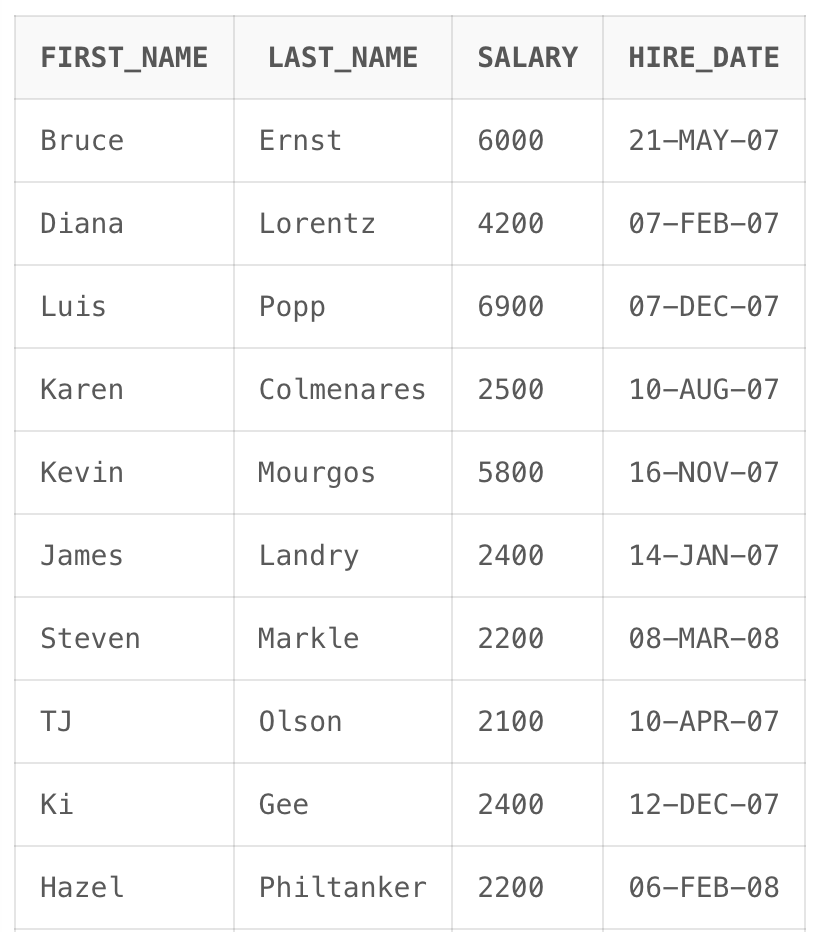 FIRST_NAME LAST_NAME SALARY HIRE_DATE
Bruce Ernst 6000 21-MAY-07
Diana Lorentz 4200 07-FEB-07
Luis Popp 6900 07-DEC-07
Karen Colmenares 2500 10-AUG-07
Kevin Mourgos 5800 16-NOV-07
James Landry 2400 14-JAN-07
Steven Markle 2200 08-MAR-08
TJ Olson 2100 10-APR-07
Ki Gee 2400 12-DEC-07
Hazel Philtanker 2200 06-FEB-08